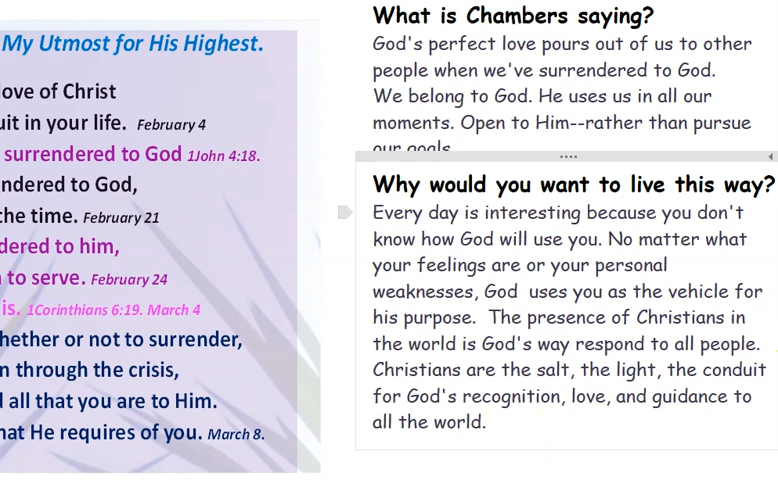 My Utmost for His Highest.
love of Christ
uit in your life. February 4
surrendered to God 1John 4:18.
ndered to God,
the time. February 21
dered to him,
n to serve. February 24
is. 1Corinthians 6:19. March 4
hether or not to surrender,
n through the crisis,
d all that you are to Him.
hat He requires of you. March 8.
What is Chambers saying?
God's perfect love pours out of us to other
people when we've surrendered to God.
We belong to God. He uses us in all our
moments. Open to Him--rather than pursue
our goals
Why would you want to live this way?
Every day is interesting because you don't
know how God will use you. No matter what
your feelings are or your personal
weaknesses, God  uses you as the vehicle for
his purpose.  The presence of Christians in
the world is God's way respond to all people.
Christians are the salt, the light, the conduit
for God's recognition, love, and guidance to
all the world.